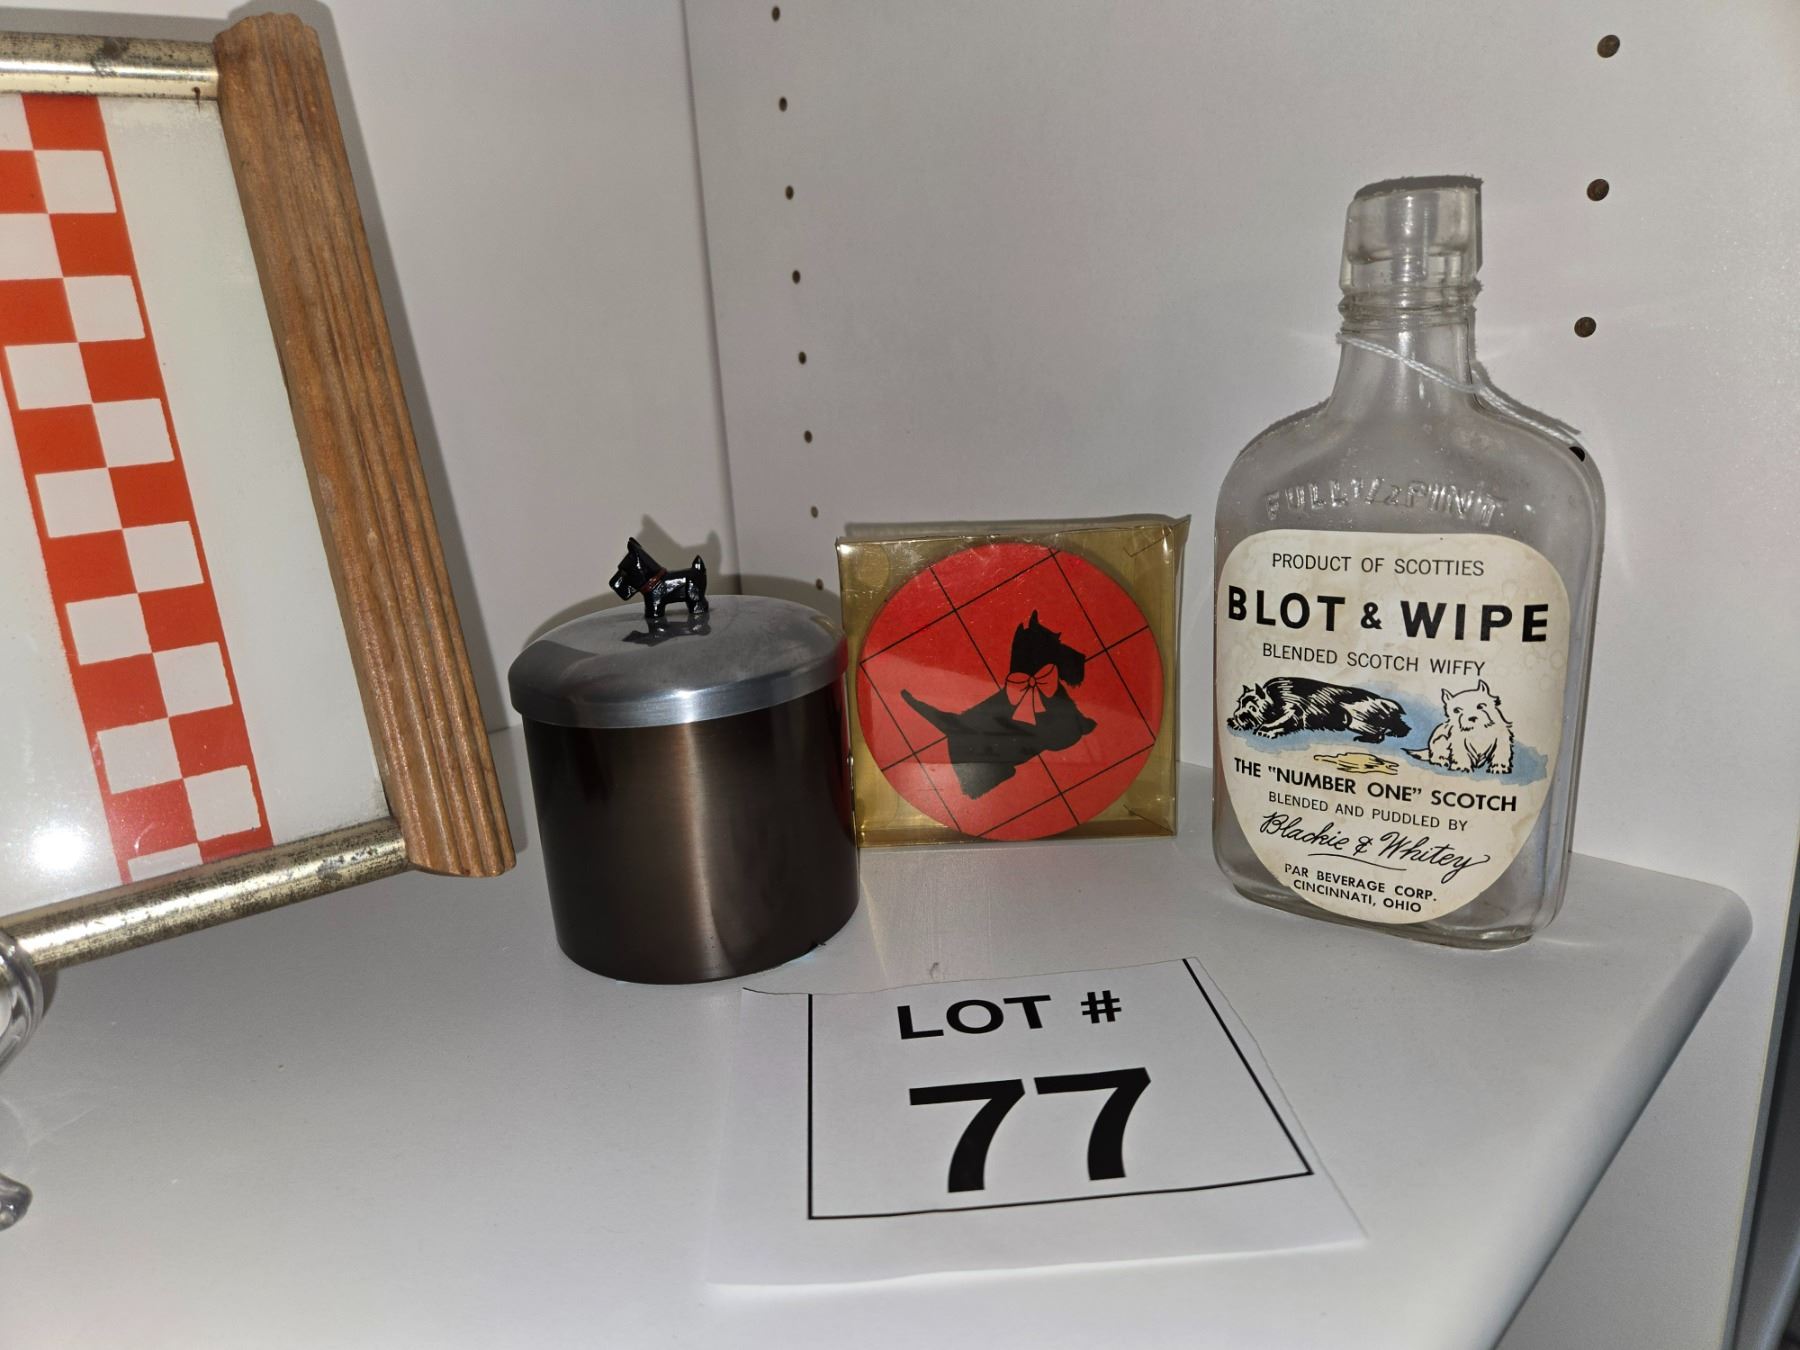 FULL 1/2 PINT
PRODUCT OF SCOTTIES
BLOT & WIPE
BLENDED SCOTCH WIFFY
THE "NUMBER ONE" SCOTCH
BLENDED AND PUDDLED BY
Blackie & Whitey
PAR BEVERAGE CORP.
CINCINNATI, OHIO
LOT #
77